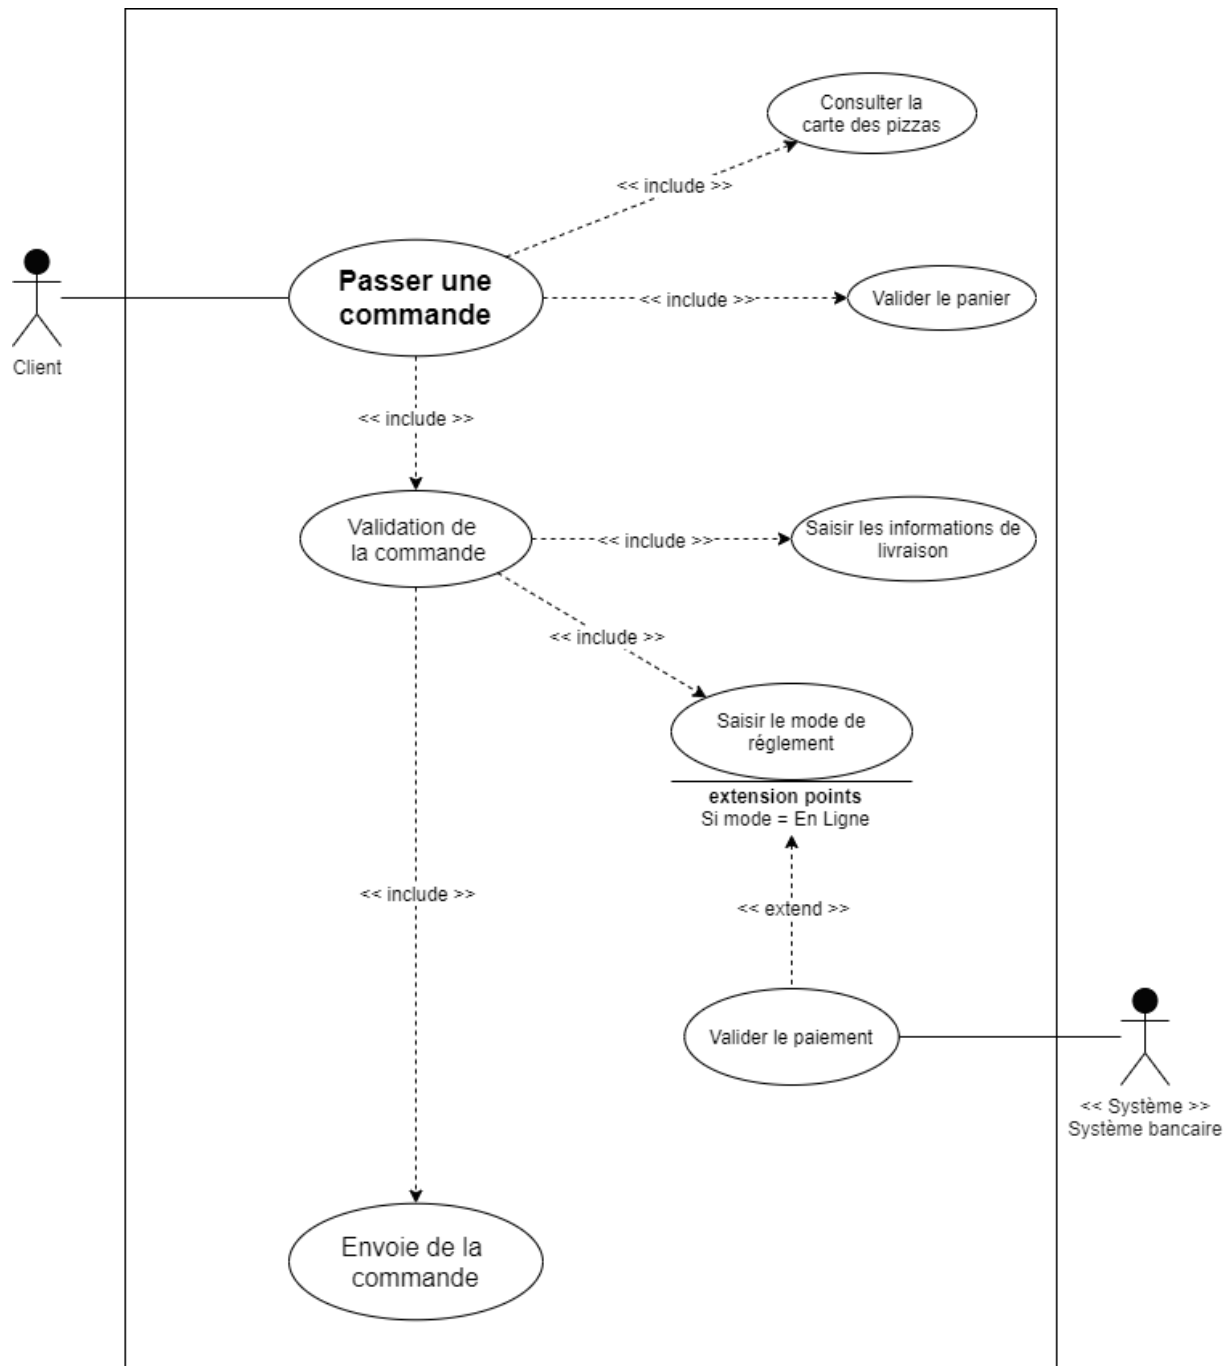 Consulter la
carte des pizzas
<< include >>
Passer une
commande
<< include >>
Valider le panier
Client
<< include >>
Validation de
la commande
<< include >>
Saisir les informations de
livraison
<< include >>
Saisir le mode de
réglement
extension points
Si mode = En Ligne
<< include >>
<< extend >>
Valider le paiement
<< Système >>
Système bancaire
Envoie de la
commande